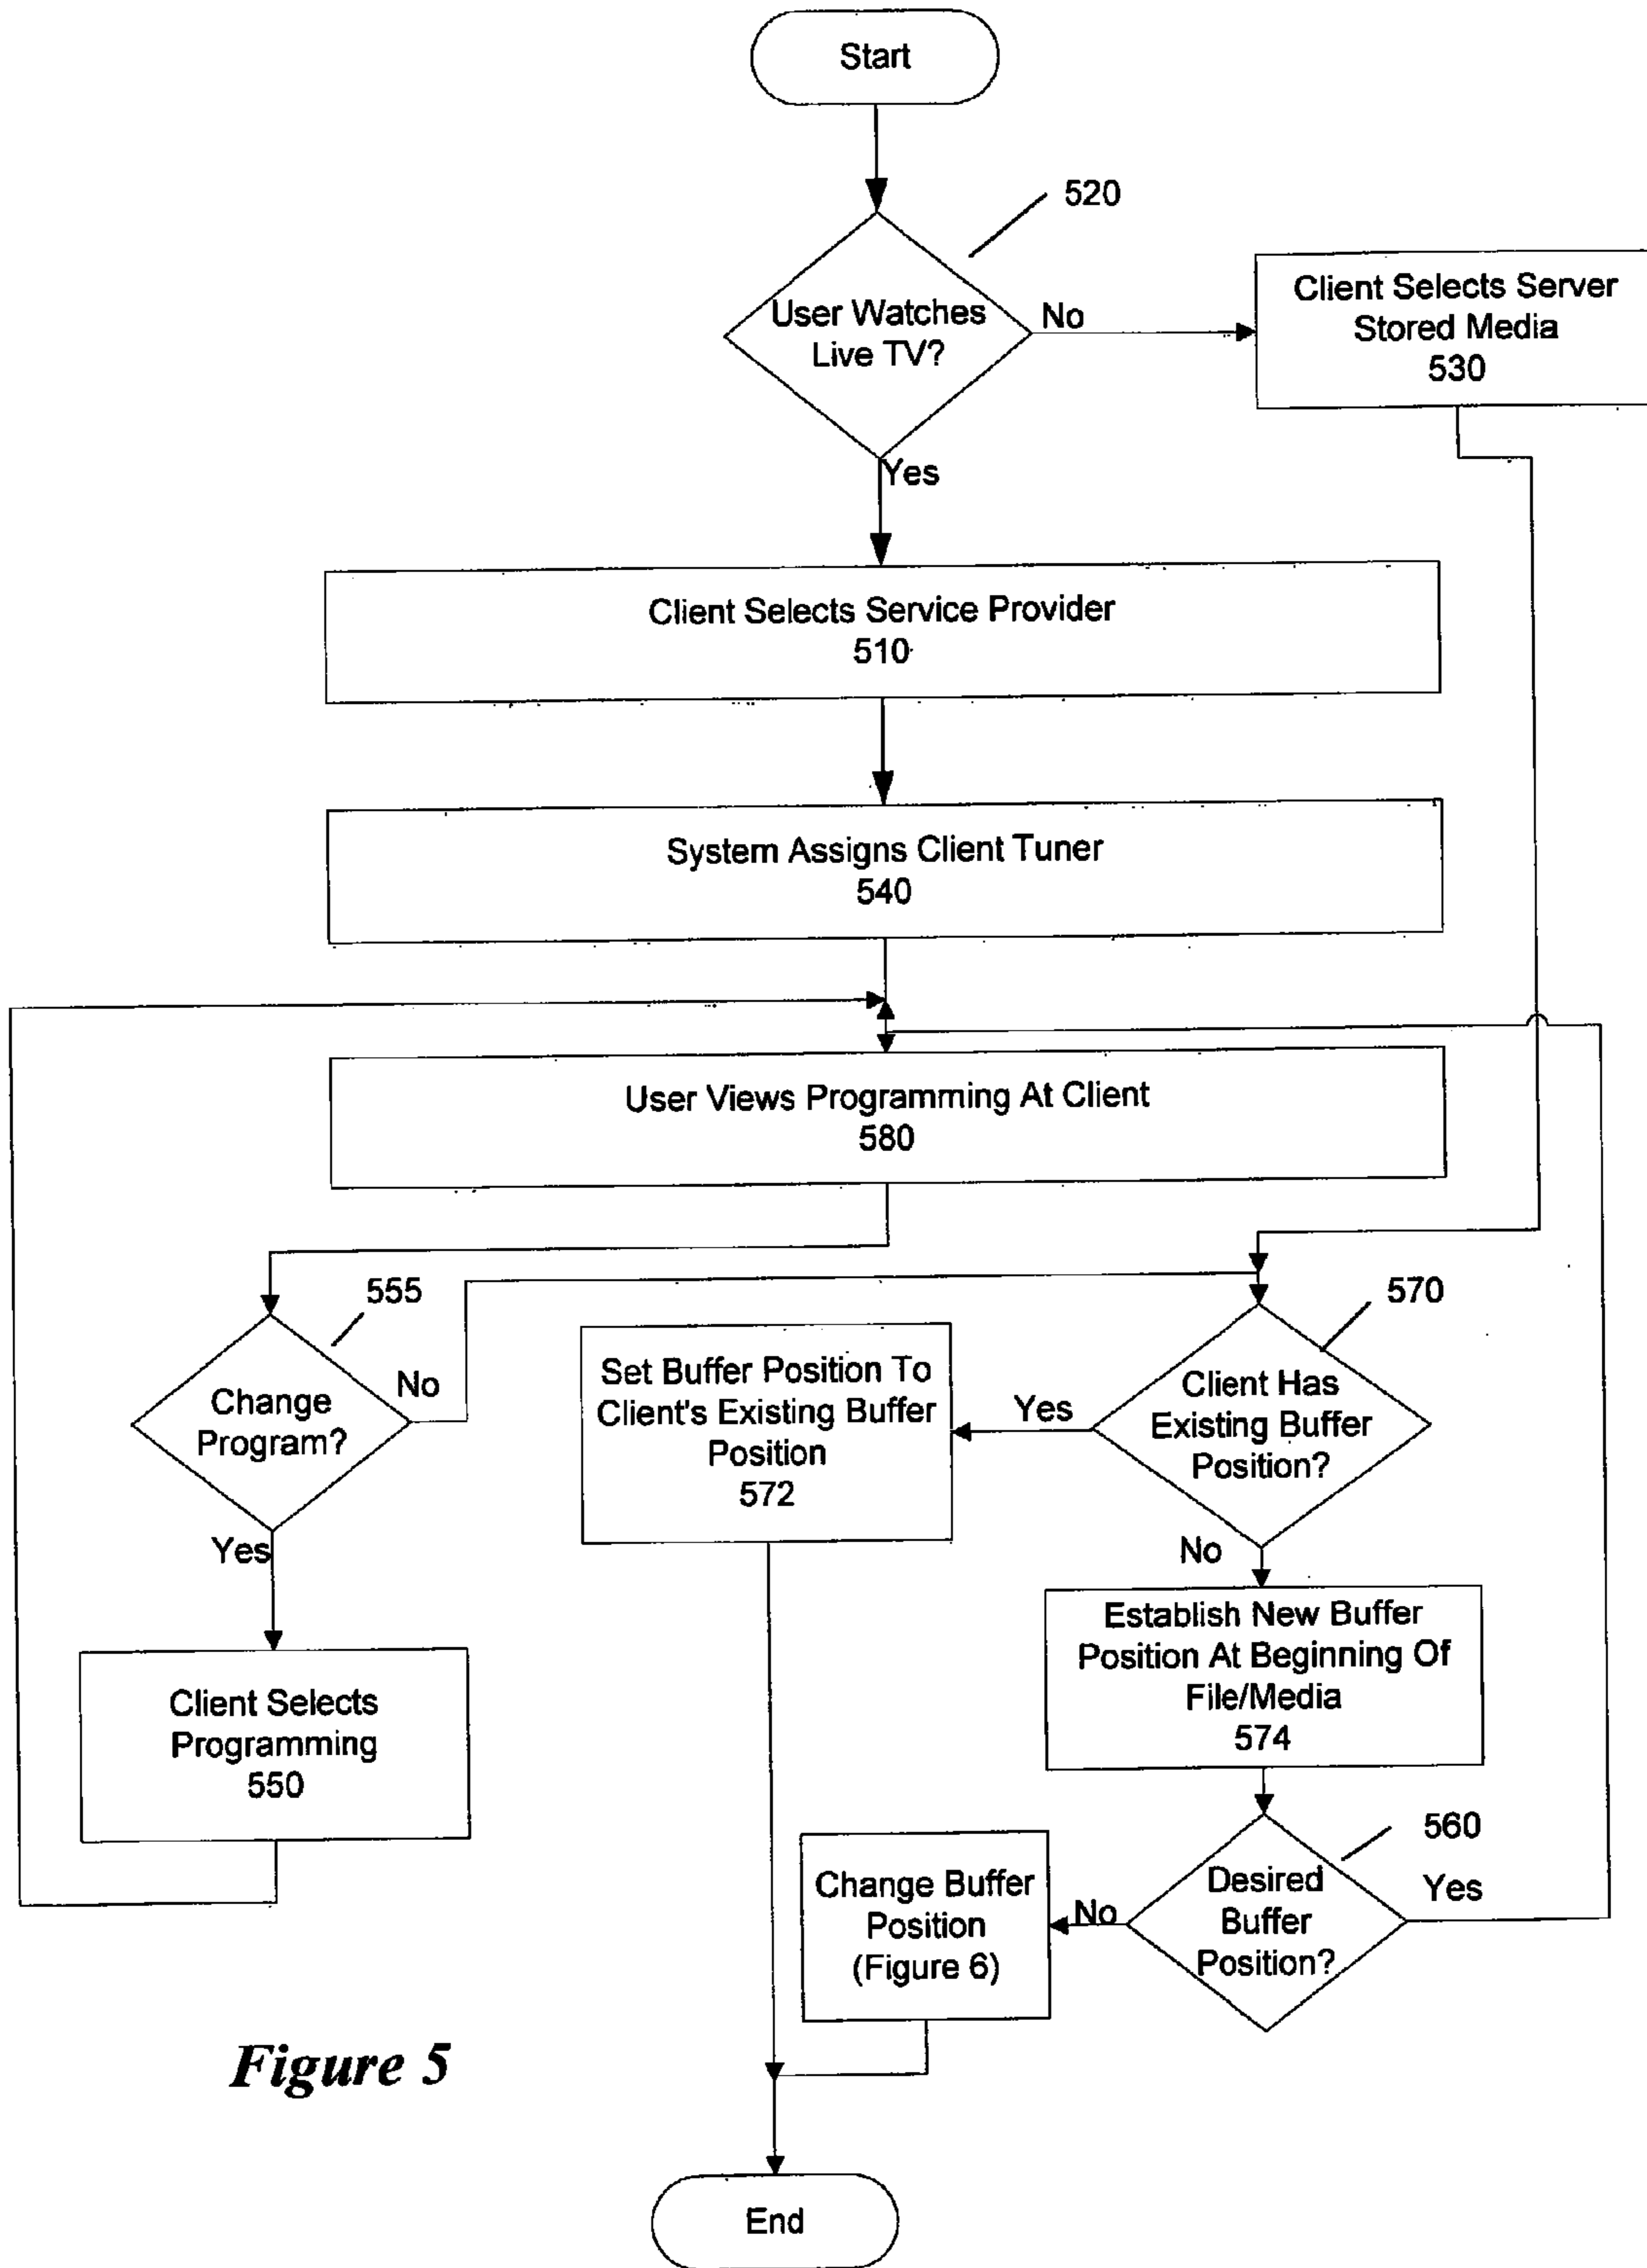 Start
520
User Watches
Live TV?
No
Yes
Client Selects Server
Stored Media
530
Client Selects Service Provider
510
System Assigns Client Tuner
540
User Views Programming At Client
580
555
Change
Program?
No
Yes
Set Buffer Position To
Client's Existing Buffer
Position
572
570
Client Has
Existing Buffer
Position?
Yes
No
Client Selects
Programming
550
Establish New Buffer
Position At Beginning Of
File/Media
574
560
Desired
Buffer
Position?
Yes
No
Change Buffer
Position
(Figure 6)
Figure 5
End